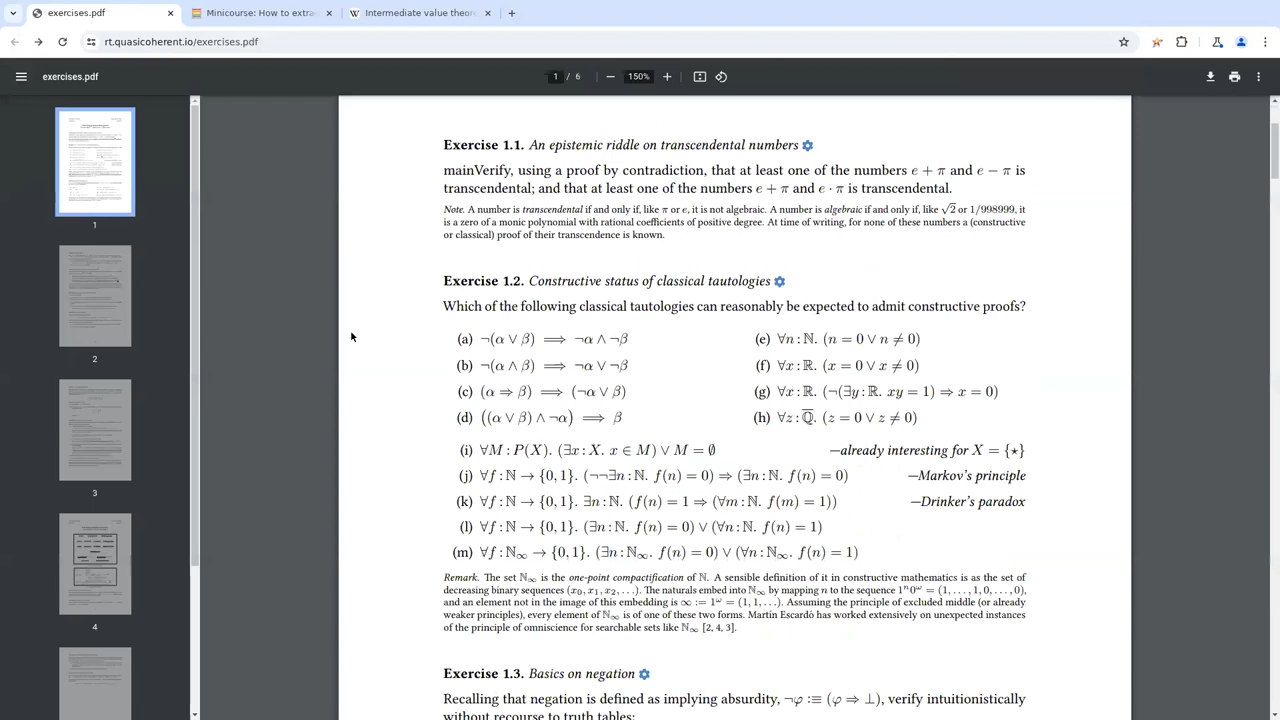 exercises.pdf
Minicourse: How to extra
Intermediate value theor
rt.quasicoherent.io/exercises.pdf
exercises.pdf
1 / 6
150%
Exercise 1.1. An epistemic riddle on transcendental numbers
a proof by contradiction, that at least one of the numbers e + π and e − π is
that at least one of the numbers and e · π is transcendental.
Note. A number is transcendental if and only if, like π or e, it is not algebraic. A number is algebraic if and only if, like √2 or 1/998999, it
is a zero of a monic polynomial with rational coefficients of positive degree. At time of writing, for none of these numbers a (constructive
or classical) proof of their transcendence is known.
Exercise 1.2. Constructive status of classical tautologies
Which of the following classical tautologies can reasonably be expected to admit constructive proofs?
(a) ¬(α ∨ β) ⟹ ¬α ∧ ¬β
(e) ∀n : ℕ. (n = 0 ∨ n ≠ 0)
(b) ¬(α ∧ β) ⟹ ¬α ∨ ¬β
(f) ∀x : ℝ. (x = 0 ∨ x ≠ 0)
(c) (α ⇒ β) ⟹ (¬α ∨ β)
(g) ∀x : ℝ. (¬(∃y : ℝ. xy = 1) ⇒ x = 0)
(d) ((α ∨ β) ∧ ¬α) ⟹ β
(h) ∀z : ℚ̅. (z = 0 ∨ z ≠ 0)
(i) ∀M : P(X). (∃x : X. x ∈ M) ∨ M = ∅ —already interesting for X = {⋆}
(j) ∀f : ℕ → {0, 1}. (¬¬∃n : ℕ. f(n) = 0) ⇒ (∃n : ℕ. f(n) = 0) —Markov's principle
(k) ∀f : ℕ → {0, 1}. ∃n : ℕ. (f(n) = 1 ⇒ (∀m : ℕ. f(m) = 1)) —Drinker's paradox
(l) ∀f : ℕ → {0, 1}. (∃n : ℕ. f(n) = 0) ∨ (∀n : ℕ. f(n) = 1)
(m) ∀f : ℕ∞ → {0, 1}. (∃n : ℕ∞. f(n) = 0) ∨ (∀n : ℕ∞. f(n) = 1)
Remark. The set ℕ∞ is the one-point compactification of ℕ. A sensible definition of it in constructive mathematics is as the set of
decreasing binary sequences (x₀, x₁, x₂, …). The naturals embed into ℕ∞ by mapping n to the sequence 1ⁿ0^ω = (1, …, 1, 0, …, 0),
and an element not in the image of this embedding is ∞ := 1^ω = (1, 1, …). Assuming the principle of excluded middle (or already
weaker principles), every element of ℕ∞ is of one of these two forms. Martín Escardó has worked extensively on unexpected instances
of the principle of omniscience for searchable sets like ℕ∞ [2, 4, 3].
Exercise 1.3. Basics on negation
Recalling that negation is defined as implying absurdity, ¬φ :≡ (φ ⇒ ⊥), verify intuitionistically
without recourse to truth tables:
1
2
3
4